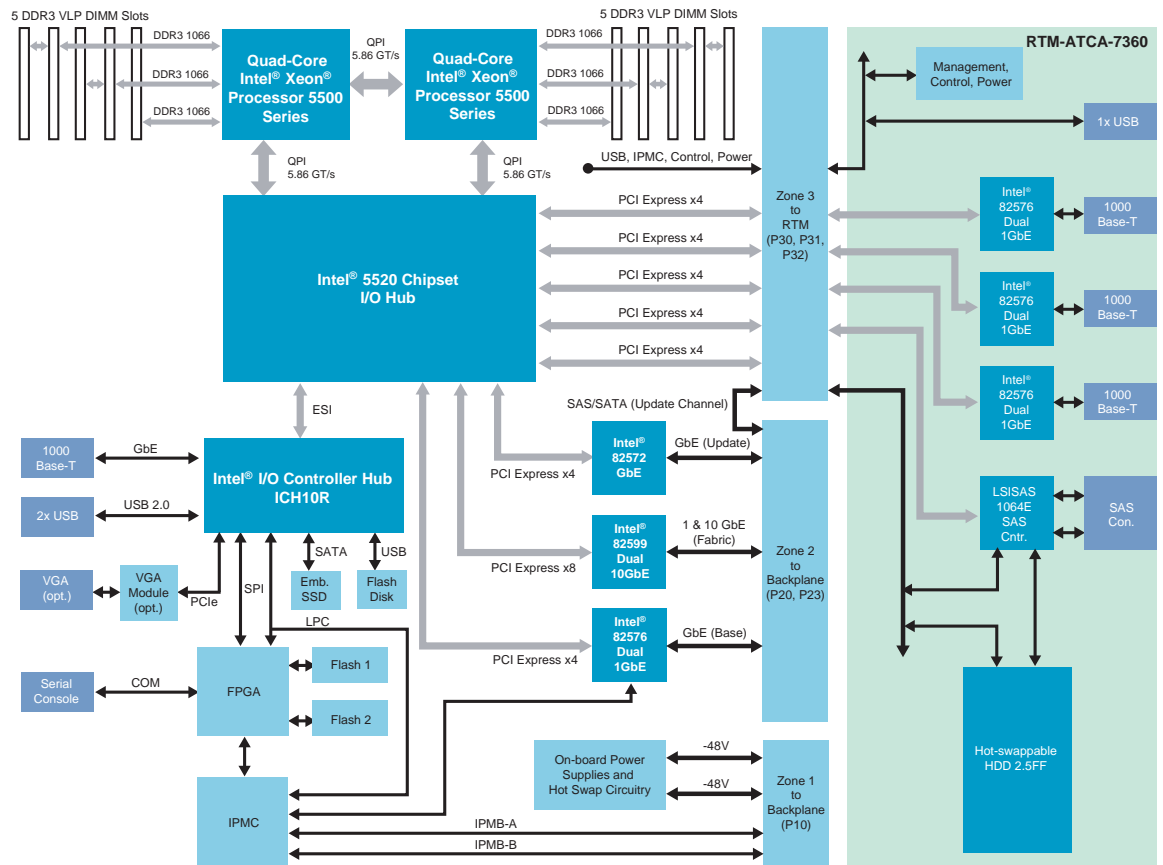 5 DDR3 VLP DIMM Slots
5 DDR3 VLP DIMM Slots
RTM-ATCA-7360
DDR3 1066
DDR3 1066
DDR3 1066
Quad-Core
Intel® Xeon®
Processor 5500
Series
QPI
5.86 GT/s
Quad-Core
Intel® Xeon®
Processor 5500
Series
DDR3 1066
DDR3 1066
DDR3 1066
QPI
5.86 GT/s
QPI
5.86 GT/s
USB, IPMC, Control, Power
Management,
Control, Power
1x USB
Intel® 5520 Chipset
I/O Hub
PCI Express x4
PCI Express x4
PCI Express x4
PCI Express x4
PCI Express x4
Zone 3
to
RTM
(P30, P31,
P32)
Intel®
82576
Dual
1GbE
1000
Base-T
Intel®
82576
Dual
1GbE
1000
Base-T
Intel®
82576
Dual
1GbE
1000
Base-T
ESI
SAS/SATA (Update Channel)
1000
Base-T
GbE
Intel® I/O Controller Hub
ICH10R
2x USB
USB 2.0
PCI Express x4
Intel®
82572
GbE
GbE (Update)
LSISAS
1064E
SAS
Cntr.
SAS
Con.
SATA
USB
PCI Express x8
Intel®
82599
Dual
10GbE
1 & 10 GbE
(Fabric)
Zone 2
to
Backplane
(P20, P23)
VGA
(opt.)
VGA
Module
(opt.)
PCIe
SPI
Emb.
SSD
Flash
Disk
LPC
PCI Express x4
Intel®
82576
Dual
1GbE
GbE (Base)
Serial
Console
COM
FPGA
Flash 1
Flash 2
On-board Power
Supplies and
Hot Swap Circuitry
-48V
-48V
Zone 1
to
Backplane
(P10)
Hot-swappable
HDD 2.5FF
IPMC
IPMB-A
IPMB-B